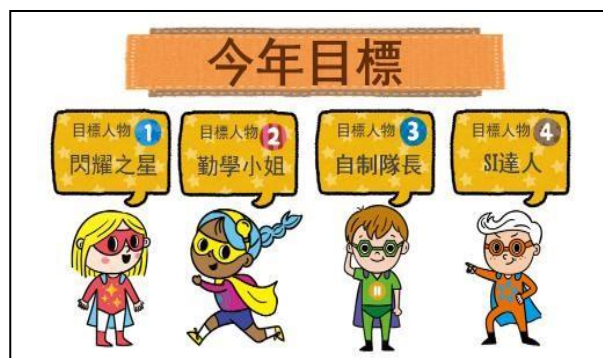 今年目標
目標人物 1
閃耀之星
目標人物 2
勤學小姐
目標人物 3
自制隊長
目標人物 4
SI達人